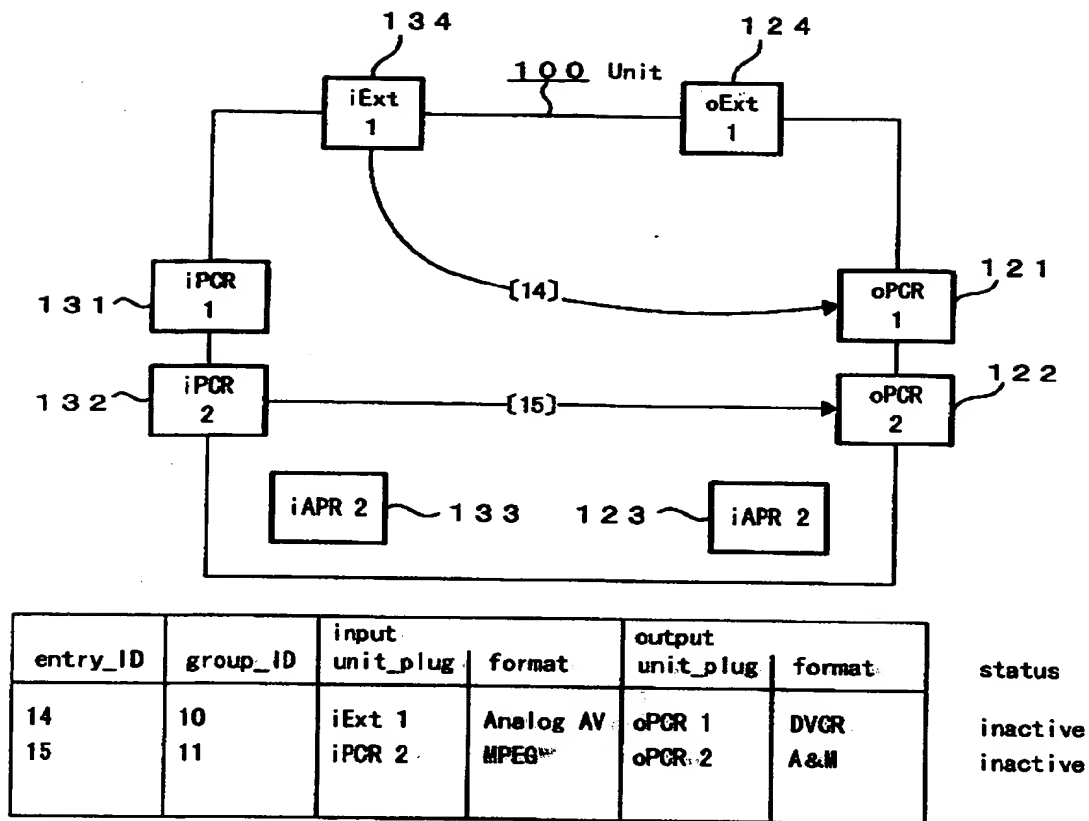 134
124
100 Unit
iExt
1
oExt
1
[14]
131
iPCR
1
oPCR
1
121
132
iPCR
2
[15]
oPCR
2
122
iAPR 2
133
123
iAPR 2
input
output
entry_ID group_ID unit_plug format unit_plug format status
14 10 iExt 1 Analog AV oPCR 1 DVCR inactive
15 11 iPCR 2 MPEG oPCR 2 A&M inactive